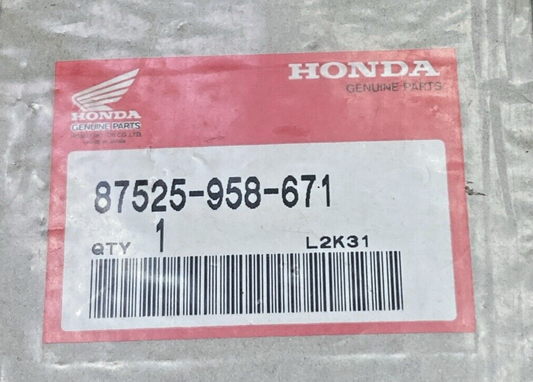 HONDA
GENUINE PARTS
HONDA
GENUINE PARTS
87525-958-671
QTY 1 L2K31